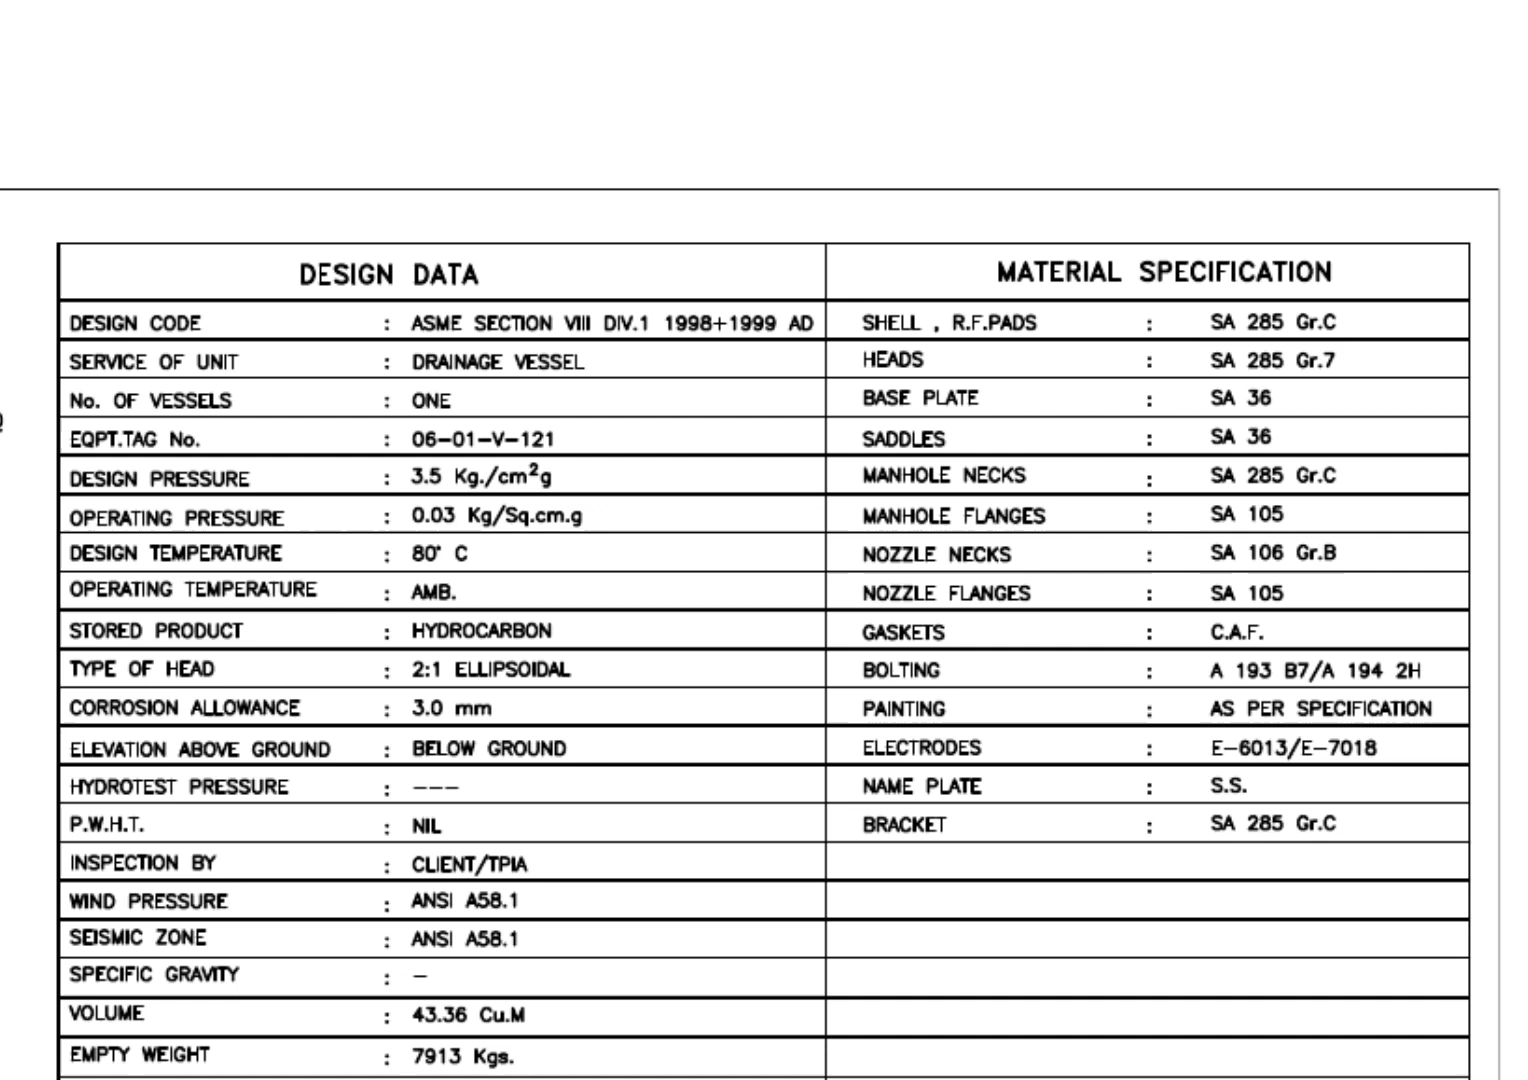 DESIGN DATA
MATERIAL SPECIFICATION
DESIGN CODE : ASME SECTION VIII DIV.1 1998+1999 AD
SHELL , R.F.PADS : SA 285 Gr.C
SERVICE OF UNIT : DRAINAGE VESSEL
HEADS : SA 285 Gr.7
No. OF VESSELS : ONE
BASE PLATE : SA 36
EQPT.TAG No. : 06-01-V-121
SADDLES : SA 36
DESIGN PRESSURE : 3.5 Kg./cm²g
MANHOLE NECKS : SA 285 Gr.C
OPERATING PRESSURE : 0.03 Kg/Sq.cm.g
MANHOLE FLANGES : SA 105
DESIGN TEMPERATURE : 80° C
NOZZLE NECKS : SA 106 Gr.B
OPERATING TEMPERATURE : AMB.
NOZZLE FLANGES : SA 105
STORED PRODUCT : HYDROCARBON
GASKETS : C.A.F.
TYPE OF HEAD : 2:1 ELLIPSOIDAL
BOLTING : A 193 B7/A 194 2H
CORROSION ALLOWANCE : 3.0 mm
PAINTING : AS PER SPECIFICATION
ELEVATION ABOVE GROUND : BELOW GROUND
ELECTRODES : E-6013/E-7018
HYDROTEST PRESSURE : ---
NAME PLATE : S.S.
P.W.H.T. : NIL
BRACKET : SA 285 Gr.C
INSPECTION BY : CLIENT/TPIA
WIND PRESSURE : ANSI A58.1
SEISMIC ZONE : ANSI A58.1
SPECIFIC GRAVITY : -
VOLUME : 43.36 Cu.M
EMPTY WEIGHT : 7913 Kgs.